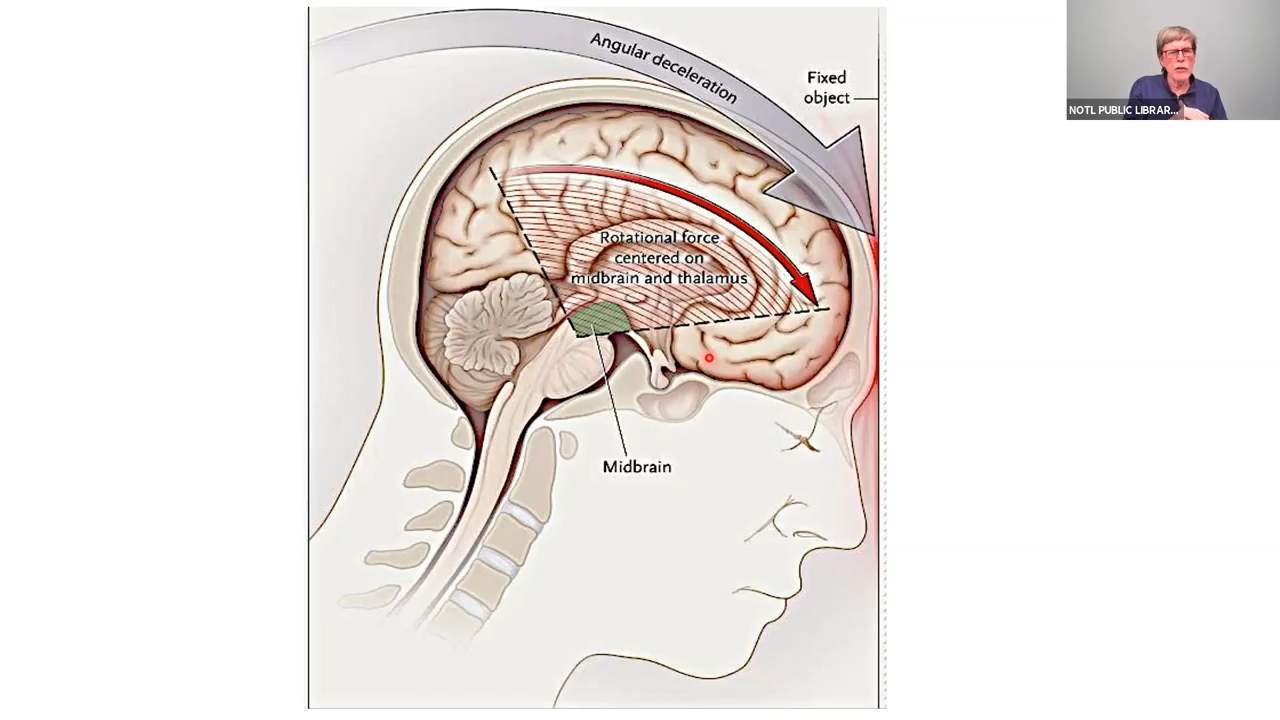 Angular deceleration
Fixed
object
Rotational force
centered on
midbrain and thalamus
Midbrain
NOTL PUBLIC LIBRAR...